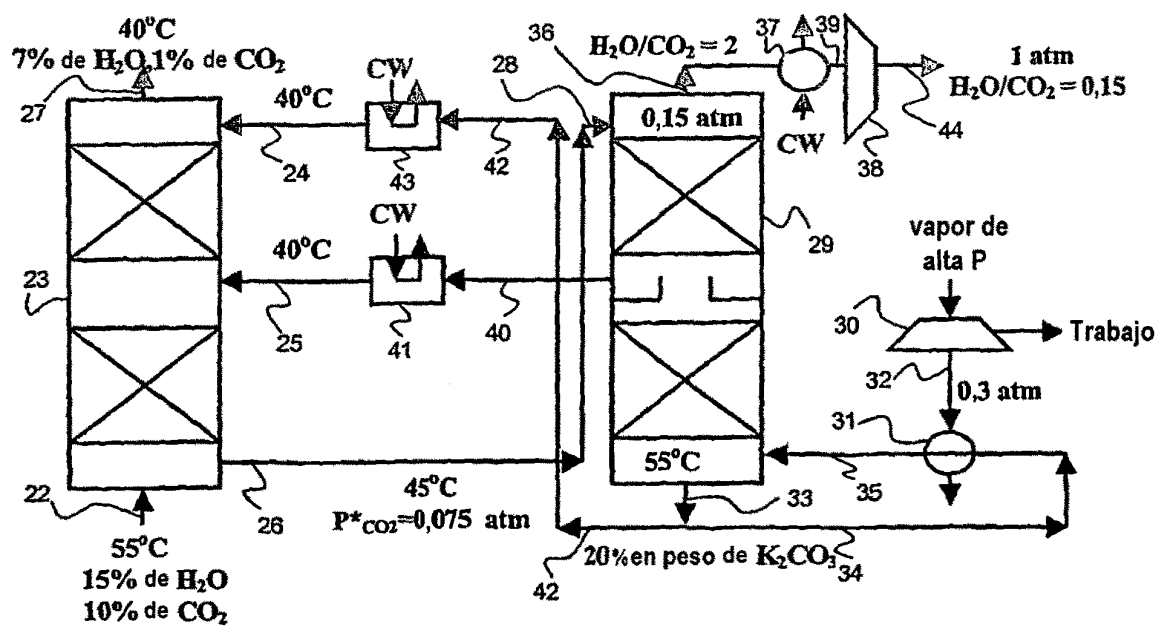 40°C
7% de H₂O,1% de CO₂
27
CW
40°C
24
43
42
28
36
H₂O/CO₂ = 2
37
39
CW
38
44
1 atm
H₂O/CO₂ = 0,15
0,15 atm
29
23
CW
40°C
25
41
40
vapor de
alta P
30
Trabajo
32
0,3 atm
31
55°C
35
33
22
26
45°C
P*CO2=0,075 atm
55°C
15% de H₂O
10% de CO₂
42
20% en peso de K₂CO₃
34